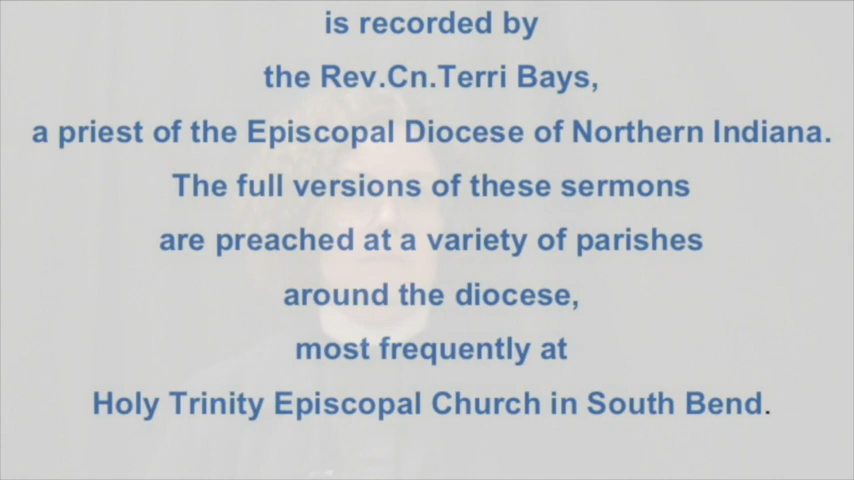 is recorded by
the Rev.Cn.Terri Bays,
a priest of the Episcopal Diocese of Northern Indiana.
The full versions of these sermons
are preached at a variety of parishes
around the diocese,
most frequently at
Holy Trinity Episcopal Church in South Bend.